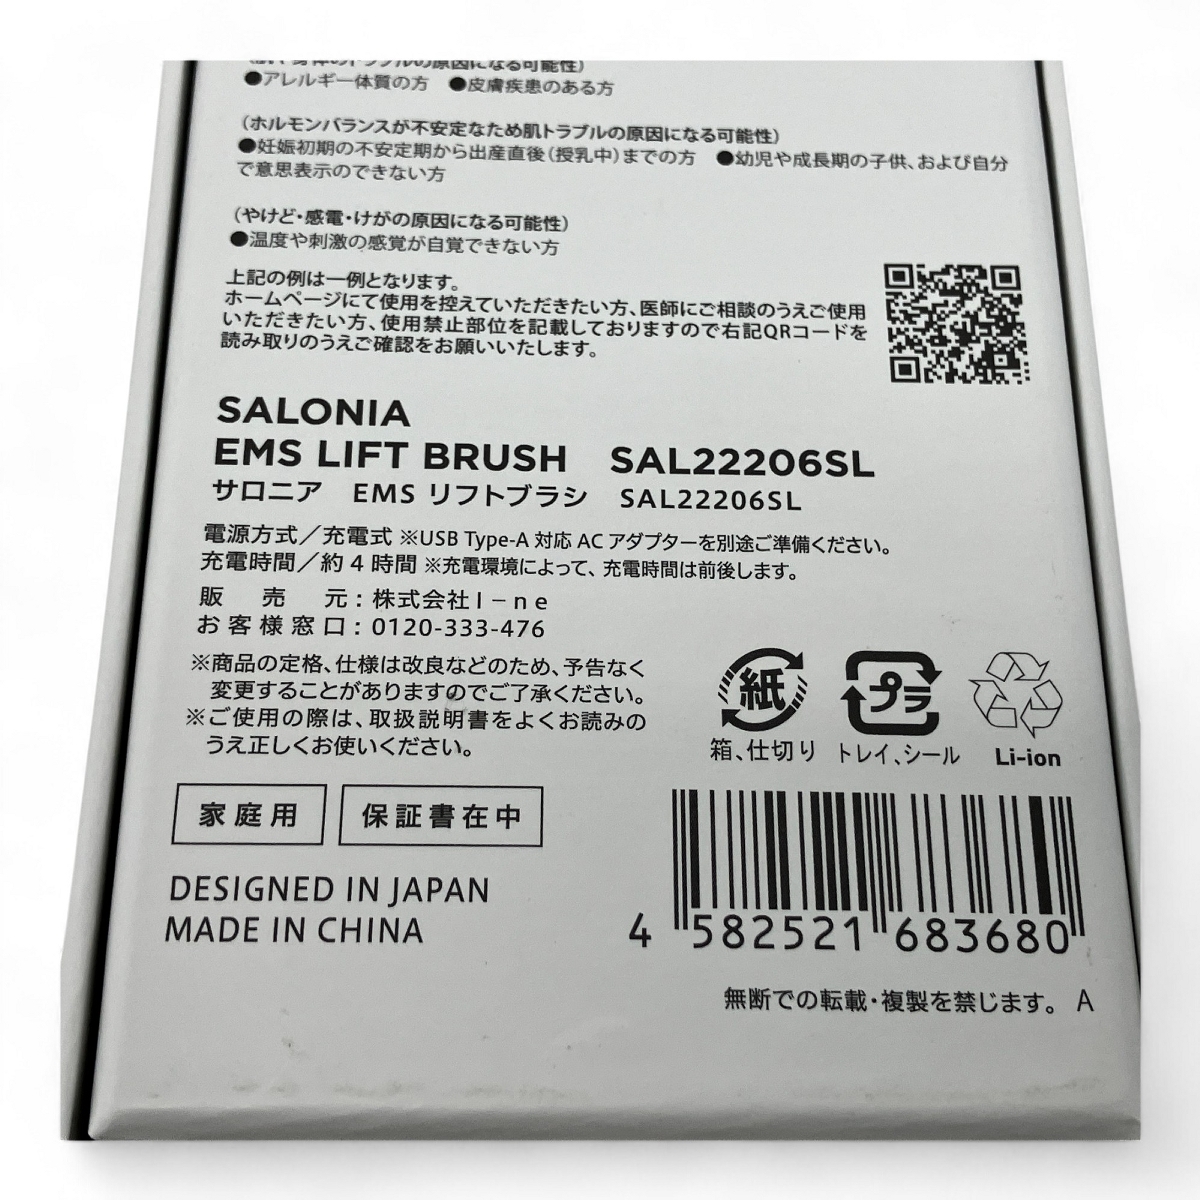 (肌や身体のトラブルの原因になる可能性)
●アレルギー体質の方 ●皮膚疾患のある方
(ホルモンバランスが不安定なため肌トラブルの原因になる可能性)
●妊娠初期の不安定期から出産直後(授乳中)までの方 ●幼児や成長期の子供、および自分
で意思表示のできない方
(やけど・感電・けがの原因になる可能性)
●温度や刺激の感覚が自覚できない方
上記の例は一例となります。
ホームページにて使用を控えていただきたい方、医師にご相談のうえご使用
いただきたい方、使用禁止部位を記載しておりますので右記QRコードを
読み取りのうえご確認をお願いいたします。
SALONIA
EMS LIFT BRUSH SAL22206SL
サロニア EMS リフトブラシ SAL22206SL
電源方式/充電式 ※USB Type-A 対応 AC アダプターを別途ご準備ください。
充電時間/約 4 時間 ※充電環境によって、充電時間は前後します。
販売元:株式会社I-ne
お客様窓口:0120-333-476
※商品の定格、仕様は改良などのため、予告なく
変更することがありますのでご了承ください。
※ご使用の際は、取扱説明書をよくお読みの
うえ正しくお使いください。
紙
箱、仕切り
プラ
トレイ、シール
Li-ion
家庭用
保証書在中
DESIGNED IN JAPAN
MADE IN CHINA
4 582521 683680
無断での転載・複製を禁じます。 A